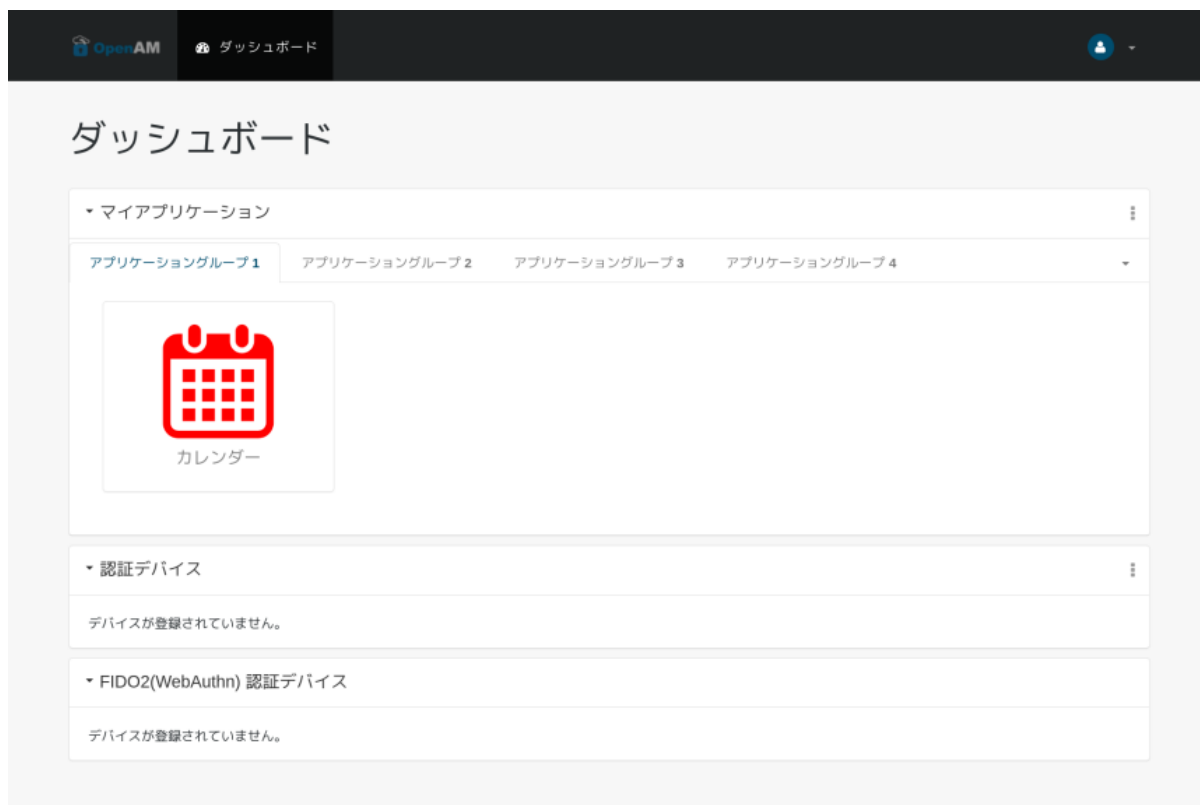 OpenAM ダッシュボード
ダッシュボード
マイアプリケーション
アプリケーショングループ 1 アプリケーショングループ 2 アプリケーショングループ 3 アプリケーショングループ 4
カレンダー
認証デバイス
デバイスが登録されていません。
FIDO2(WebAuthn) 認証デバイス
デバイスが登録されていません。